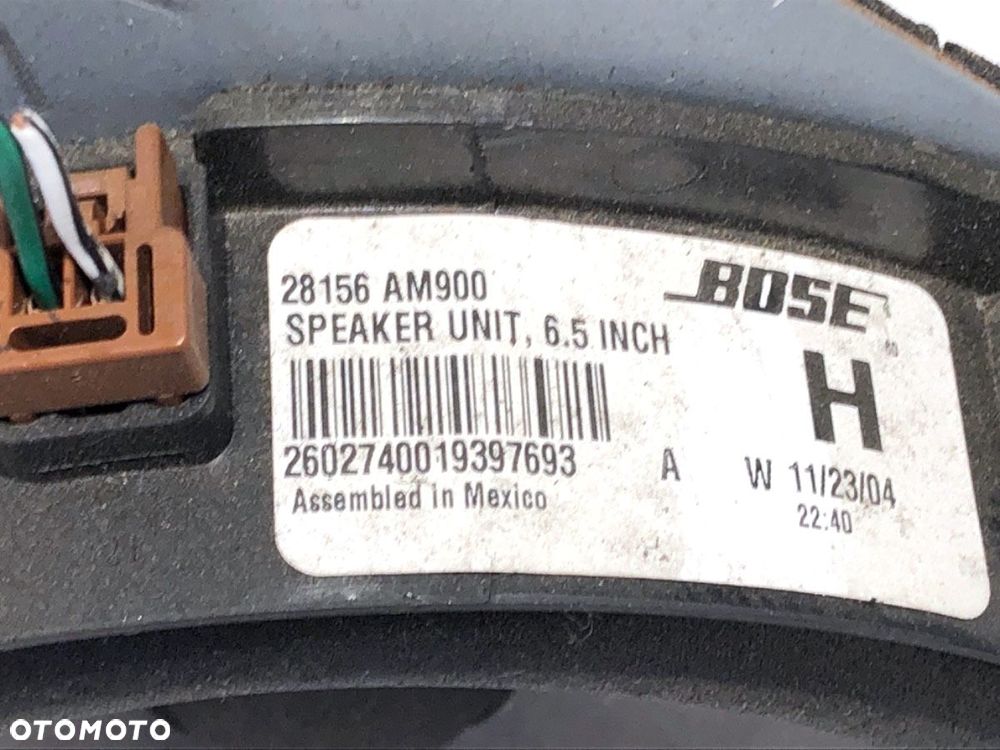 28156 AM900
BOSE
SPEAKER UNIT, 6.5 INCH
H
2602740019397693
A
W 11/23/04
Assembled in Mexico
22:40
OTOMOTO